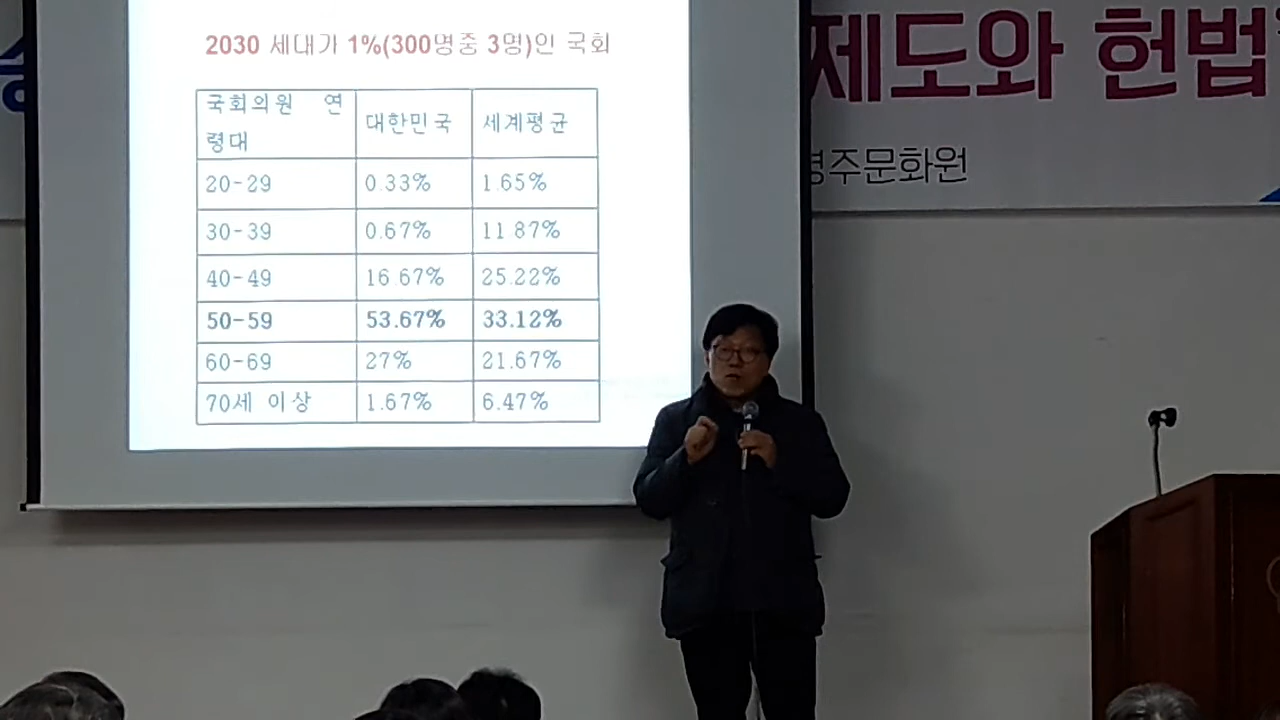 2030 세대가 1%(300명중 3명)인 국회
국회의원 연
령대
대한민국
세계평균
20-29 0.33% 1.65%
30-39 0.67% 11.87%
40-49 16.67% 25.22%
50-59 53.67% 33.12%
60-69 27% 21.67%
70세 이상 1.67% 6.47%
제도와 헌법
주문화원